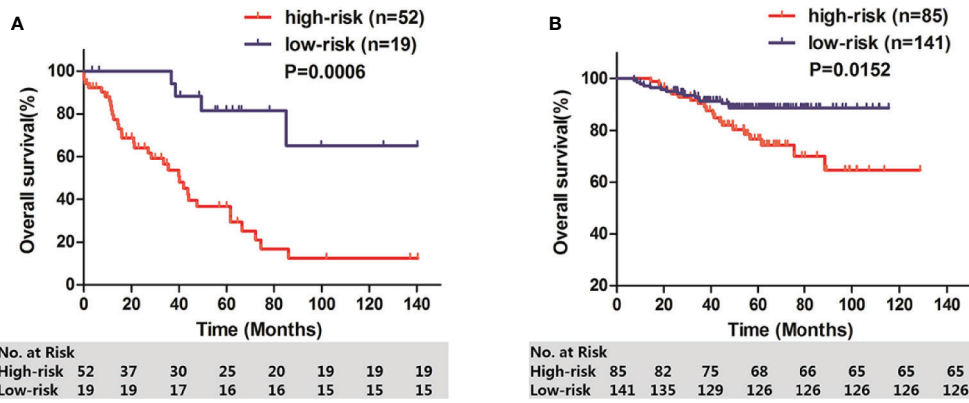 A
high-risk (n=52)
low-risk (n=19)
P=0.0006
Overall survival(%)
100
80
60
40
20
0
0 20 40 60 80 100 120 140
Time (Months)
No. at Risk
High-risk 52 37 30 25 20 19 19 19
Low-risk 19 19 17 16 16 15 15 15
B
high-risk (n=85)
low-risk (n=141)
P=0.0152
Overall survival(%)
100
80
60
40
20
0 20 40 60 80 100 120 140
Time (Months)
No. at Risk
High-risk 85 82 75 68 66 65 65 65
Low-risk 141 135 129 126 126 126 126 126